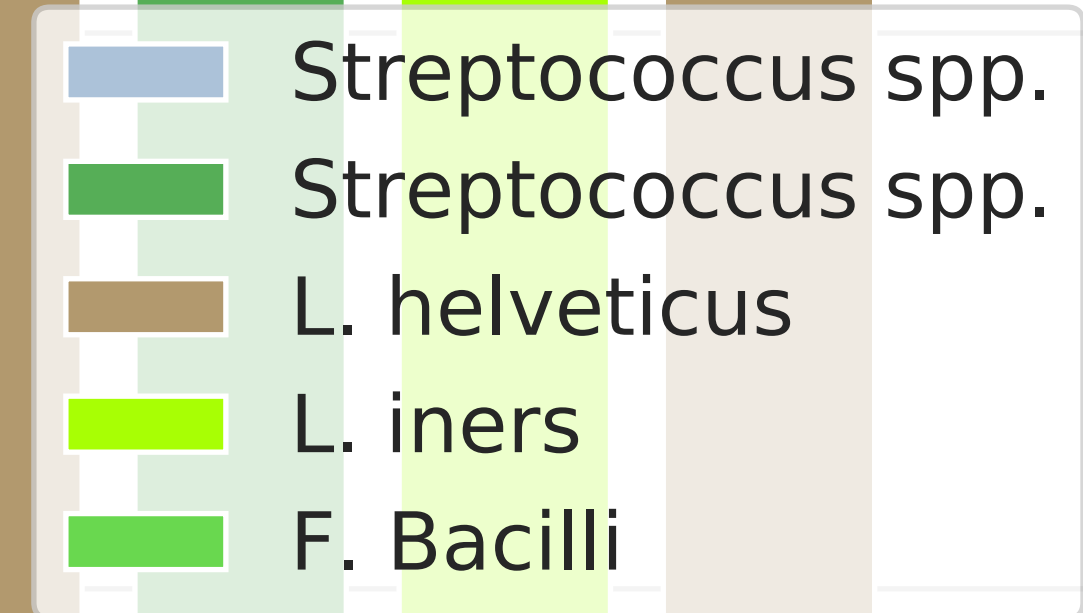 Streptococcus spp.
Streptococcus spp.
L. helveticus
L. iners
F. Bacilli